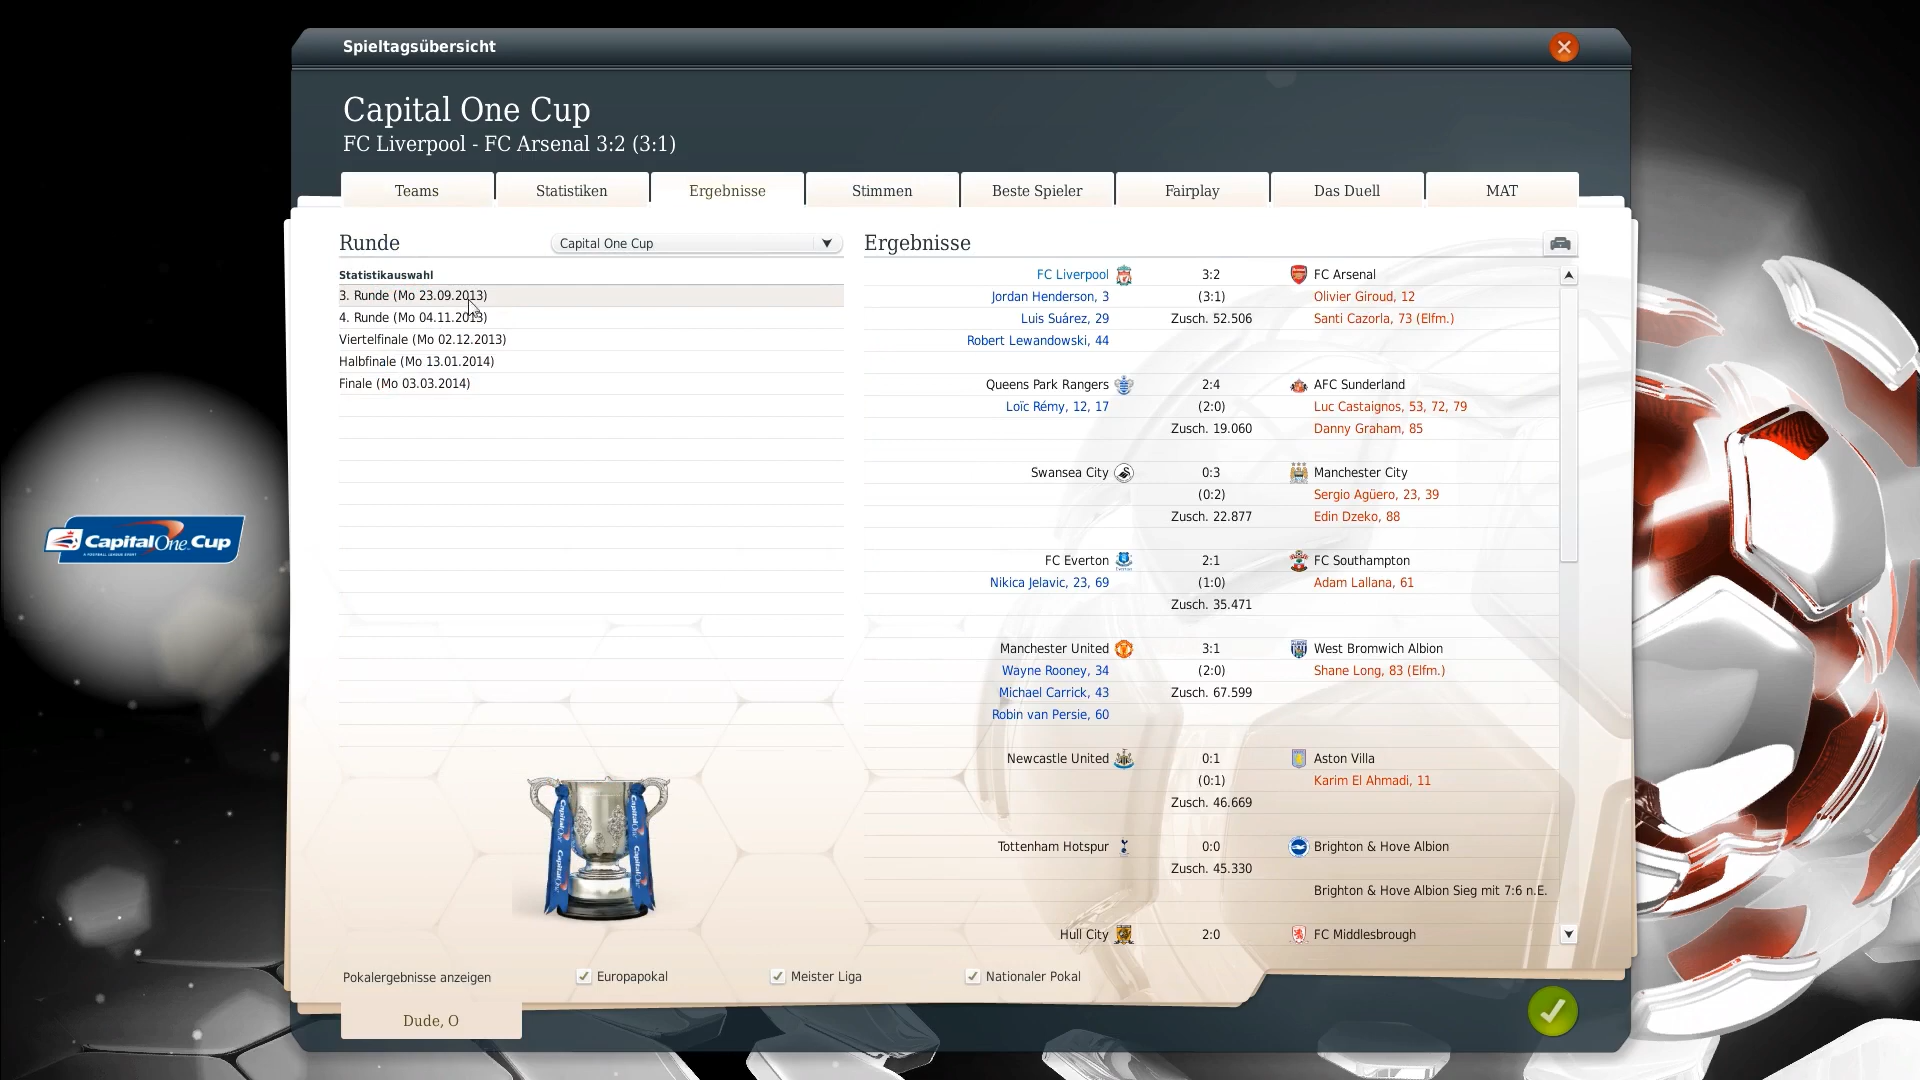 Spieltagsübersicht
Capital One Cup
FC Liverpool - FC Arsenal 3:2 (3:1)
Teams
Statistiken
Ergebnisse
Stimmen
Beste Spieler
Fairplay
Das Duell
MAT
Runde
Capital One Cup
Statistikauswahl
3. Runde (Mo 23.09.2013)
4. Runde (Mo 04.11.2013)
Viertelfinale (Mo 02.12.2013)
Halbfinale (Mo 13.01.2014)
Finale (Mo 03.03.2014)
Ergebnisse
FC Liverpool 3:2 FC Arsenal
Jordan Henderson, 3 (3:1) Olivier Giroud, 12
Luis Suárez, 29 Zusch. 52.506 Santi Cazorla, 73 (Elfm.)
Robert Lewandowski, 44
Queens Park Rangers 2:4 AFC Sunderland
Loïc Rémy, 12, 17 (2:0) Luc Castaignos, 53, 72, 79
Zusch. 19.060 Danny Graham, 85
Swansea City 0:3 Manchester City
(0:2) Sergio Agüero, 23, 39
Zusch. 22.877 Edin Dzeko, 88
FC Everton 2:1 FC Southampton
Nikica Jelavic, 23, 69 (1:0) Adam Lallana, 61
Zusch. 35.471
Manchester United 3:1 West Bromwich Albion
Wayne Rooney, 34 (2:0) Shane Long, 83 (Elfm.)
Michael Carrick, 43 Zusch. 67.599
Robin van Persie, 60
Newcastle United 0:1 Aston Villa
(0:1) Karim El Ahmadi, 11
Zusch. 46.669
Tottenham Hotspur 0:0 Brighton & Hove Albion
Zusch. 45.330
Brighton & Hove Albion Sieg mit 7:6 n.E.
Hull City 2:0 FC Middlesbrough
Capital One Cup
Pokalergebnisse anzeigen
Europapokal
Meister Liga
Nationaler Pokal
Dude, O